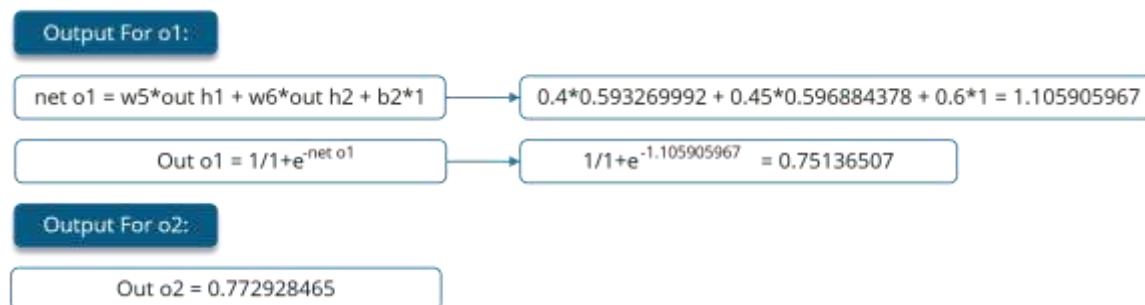 Output For o1:
net o1 = w5*out h1 + w6*out h2 + b2*1
0.4*0.593269992 + 0.45*0.596884378 + 0.6*1 = 1.105905967
Out o1 = 1/1+e-net o1
1/1+e-1.105905967 = 0.75136507
Output For o2:
Out o2 = 0.772928465